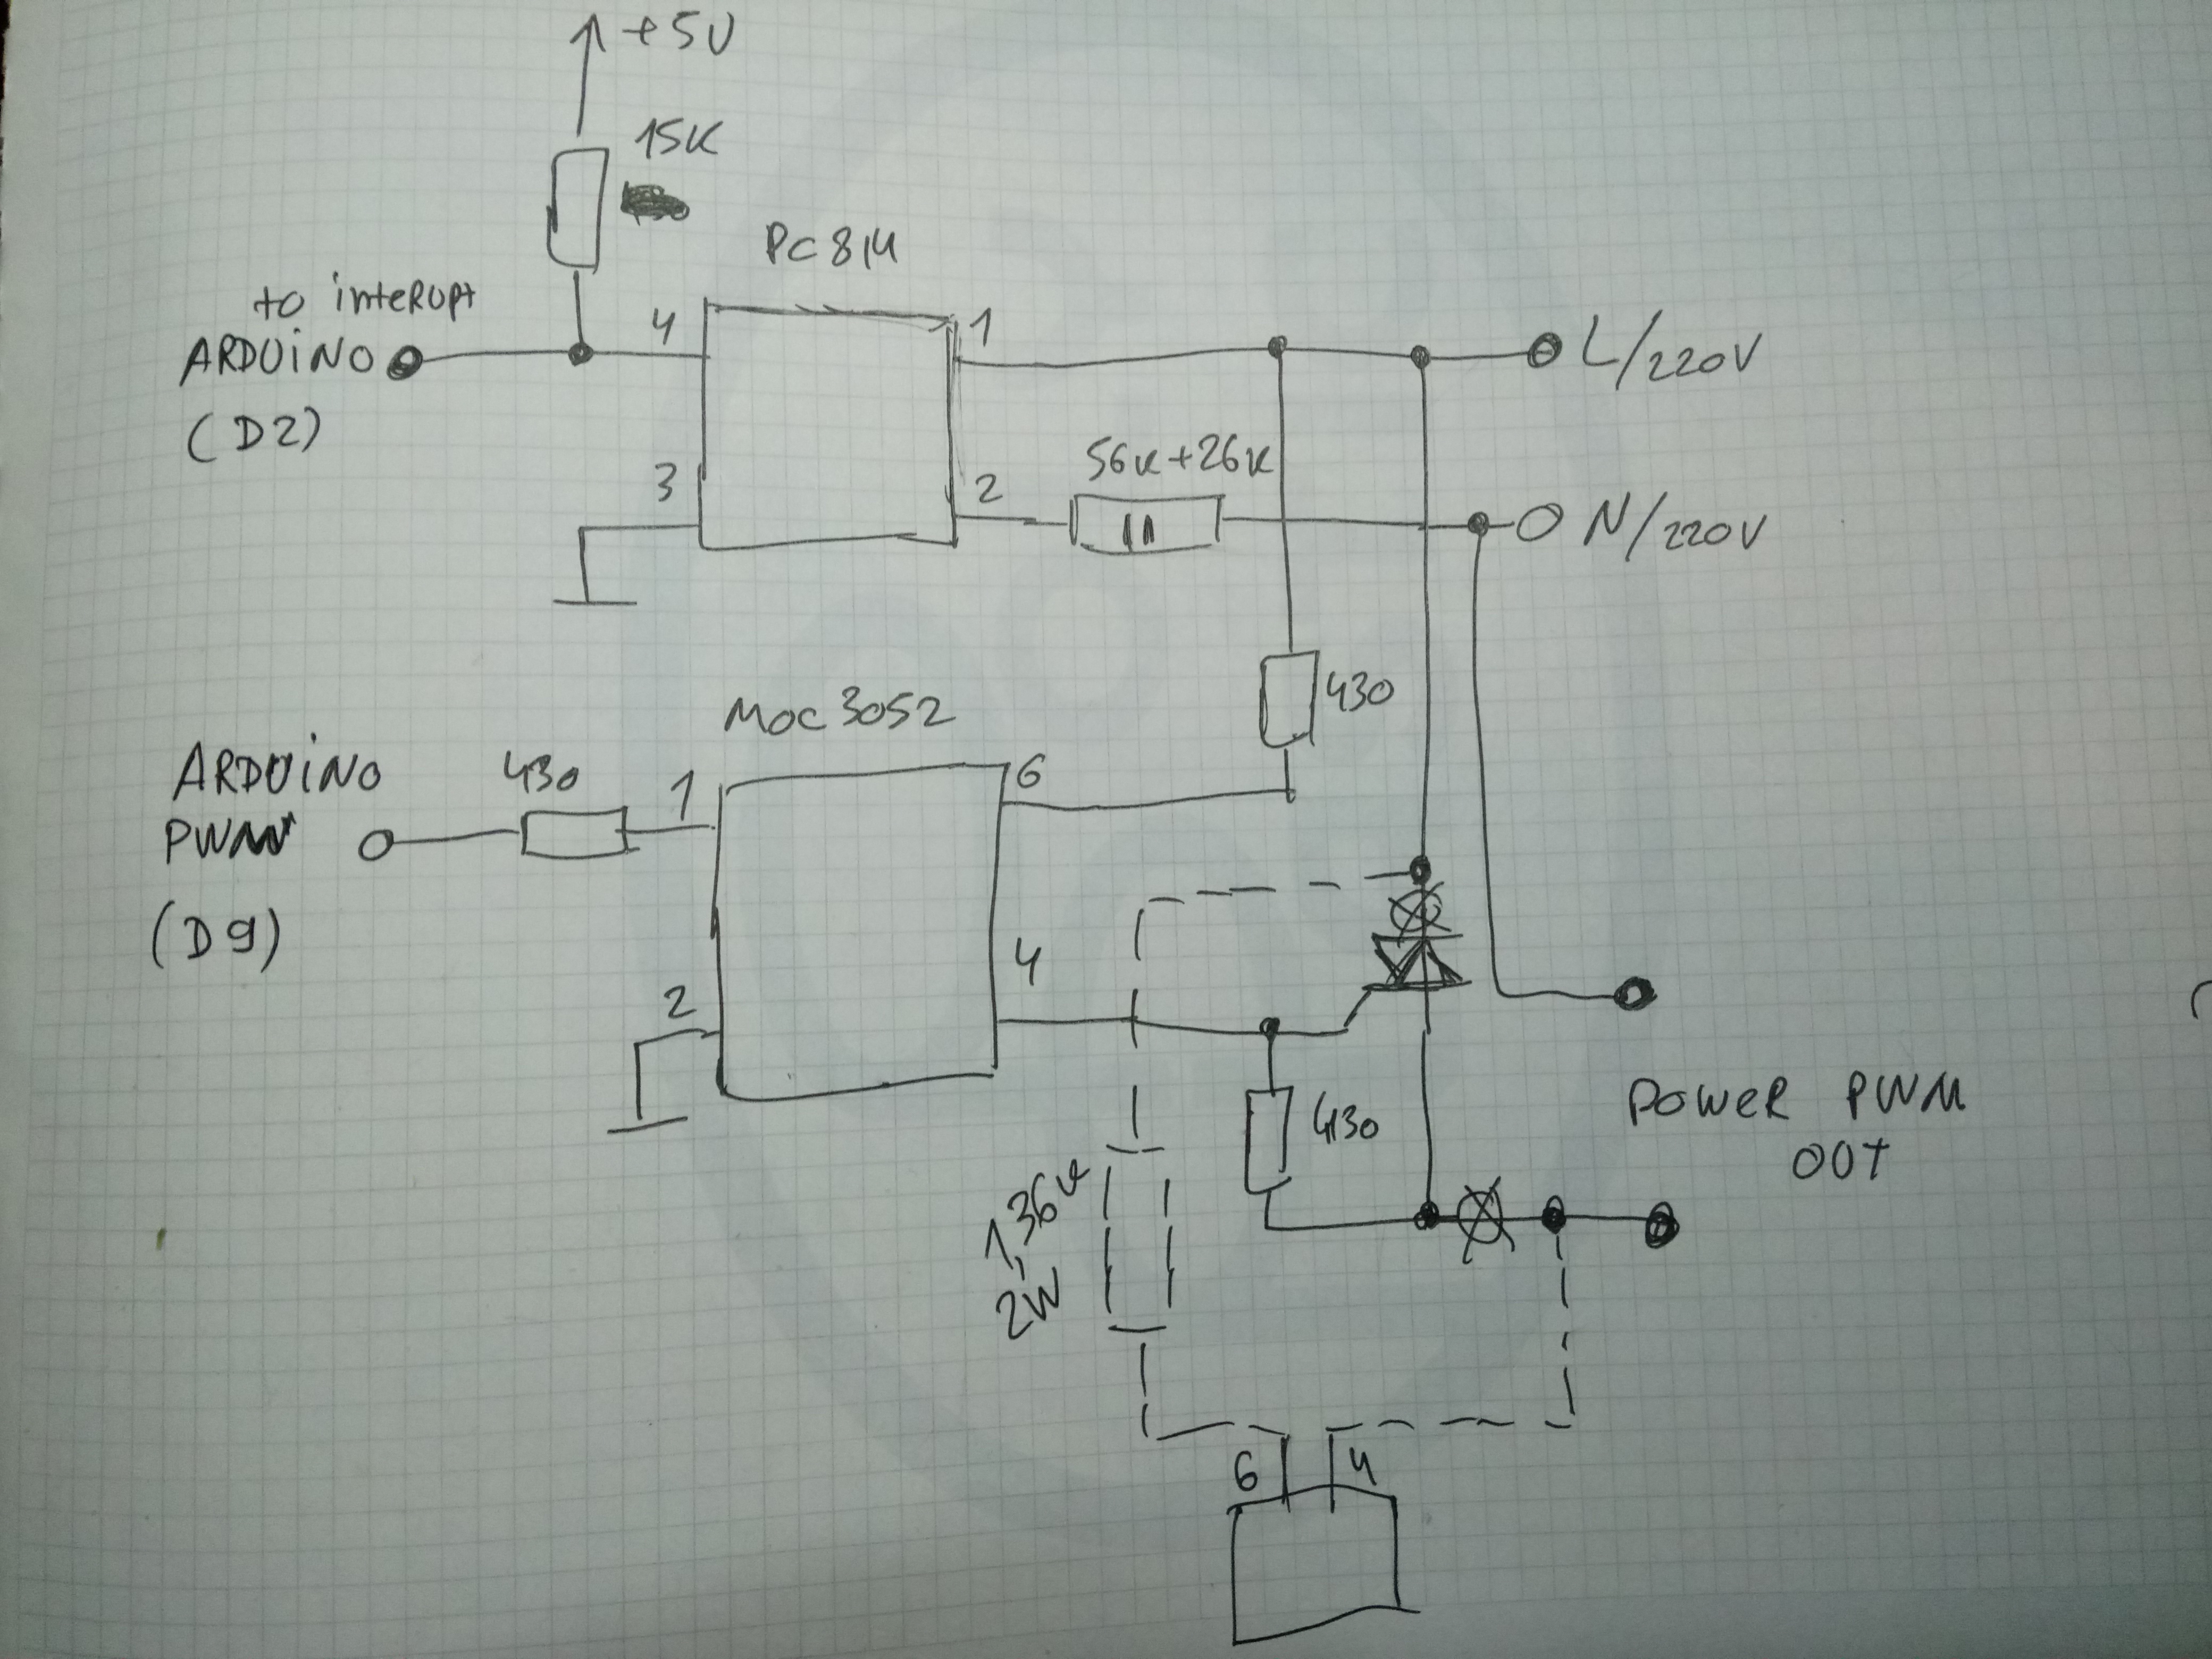 +5V
15K
PC814
to inteRupt
ARDUiNO
(D2)
4
1
L/220V
3
2
56k+26k
N/220V
430
MOC3052
ARDUiNO
PWM
(D9)
430
1
6
4
2
430
POWER PWM
OUT
1,36k
2W
6
4